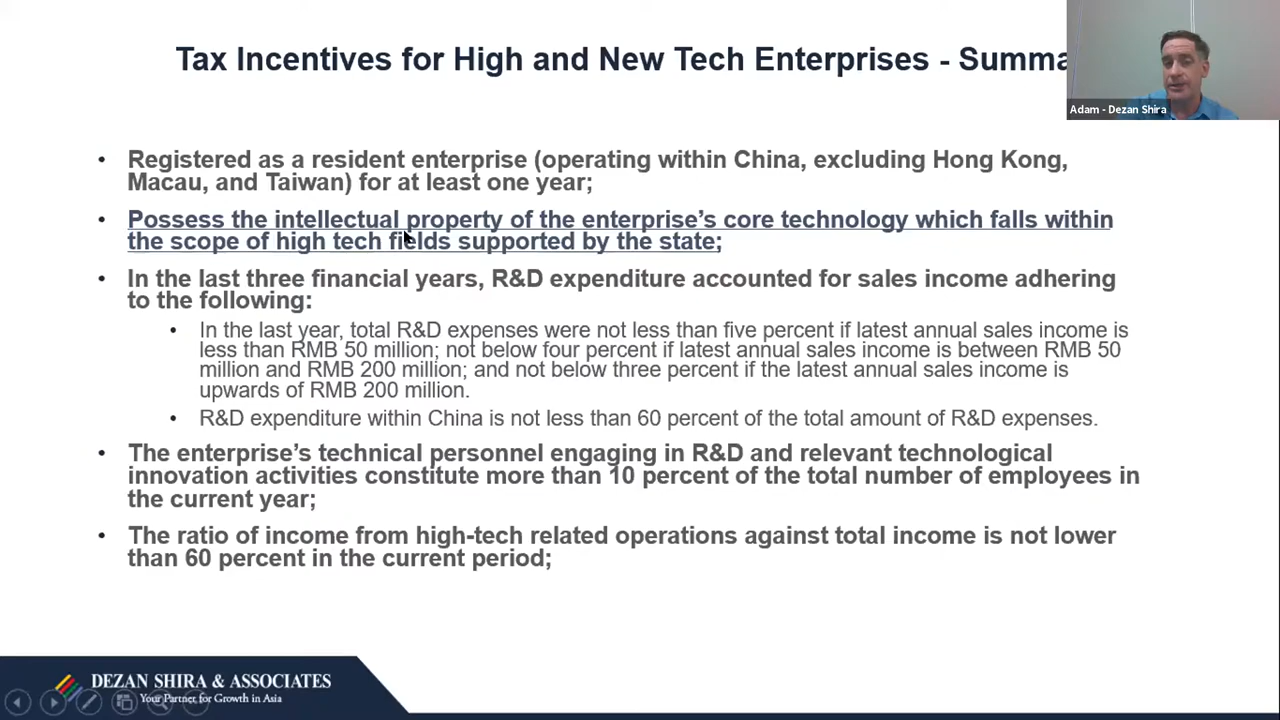 Tax Incentives for High and New Tech Enterprises - Summa
Adam - Dezan Shira
• Registered as a resident enterprise (operating within China, excluding Hong Kong,
Macau, and Taiwan) for at least one year;
• Possess the intellectual property of the enterprise’s core technology which falls within
the scope of high tech fields supported by the state;
• In the last three financial years, R&D expenditure accounted for sales income adhering
to the following:
• In the last year, total R&D expenses were not less than five percent if latest annual sales income is
less than RMB 50 million; not below four percent if latest annual sales income is between RMB 50
million and RMB 200 million; and not below three percent if the latest annual sales income is
upwards of RMB 200 million.
• R&D expenditure within China is not less than 60 percent of the total amount of R&D expenses.
• The enterprise’s technical personnel engaging in R&D and relevant technological
innovation activities constitute more than 10 percent of the total number of employees in
the current year;
• The ratio of income from high-tech related operations against total income is not lower
than 60 percent in the current period;
DEZAN SHIRA & ASSOCIATES
Your Partner for Growth in Asia